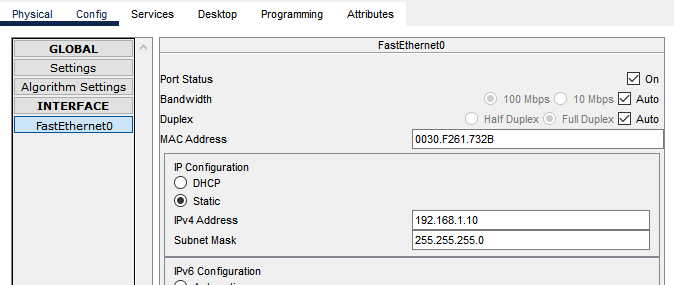 Physical Config Services Desktop Programming Attributes
GLOBAL
Settings
Algorithm Settings
INTERFACE
FastEthernet0
FastEthernet0
Port Status On
Bandwidth 100 Mbps 10 Mbps Auto
Duplex Half Duplex Full Duplex Auto
MAC Address 0030.F261.732B
IP Configuration
DHCP
Static
IPv4 Address 192.168.1.10
Subnet Mask 255.255.255.0
IPv6 Configuration